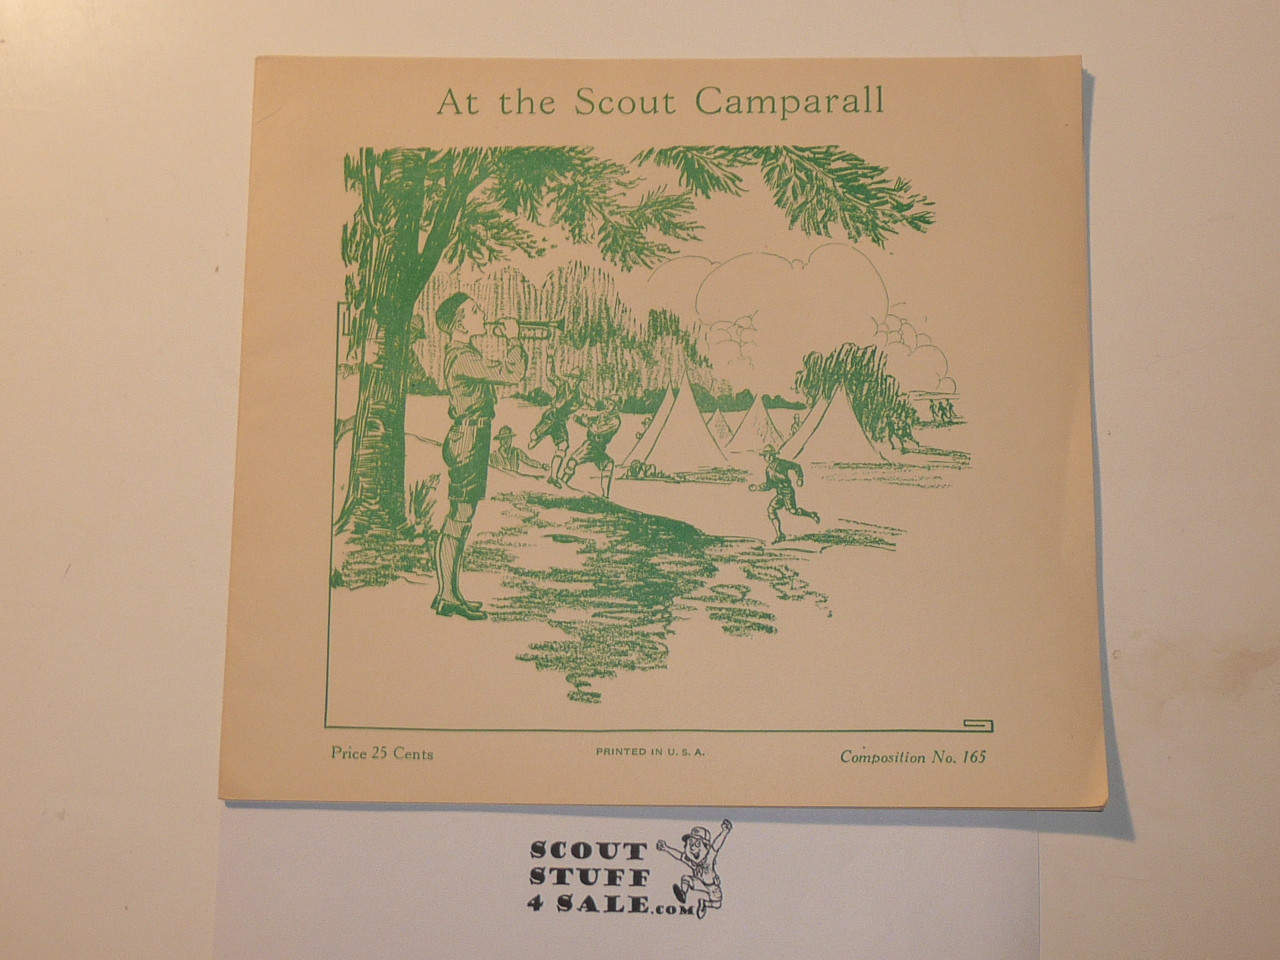 At the Scout Camparall
Price 25 Cents
PRINTED IN U. S. A.
Composition No. 165
SCOUT
STUFF
4 SALE.COM